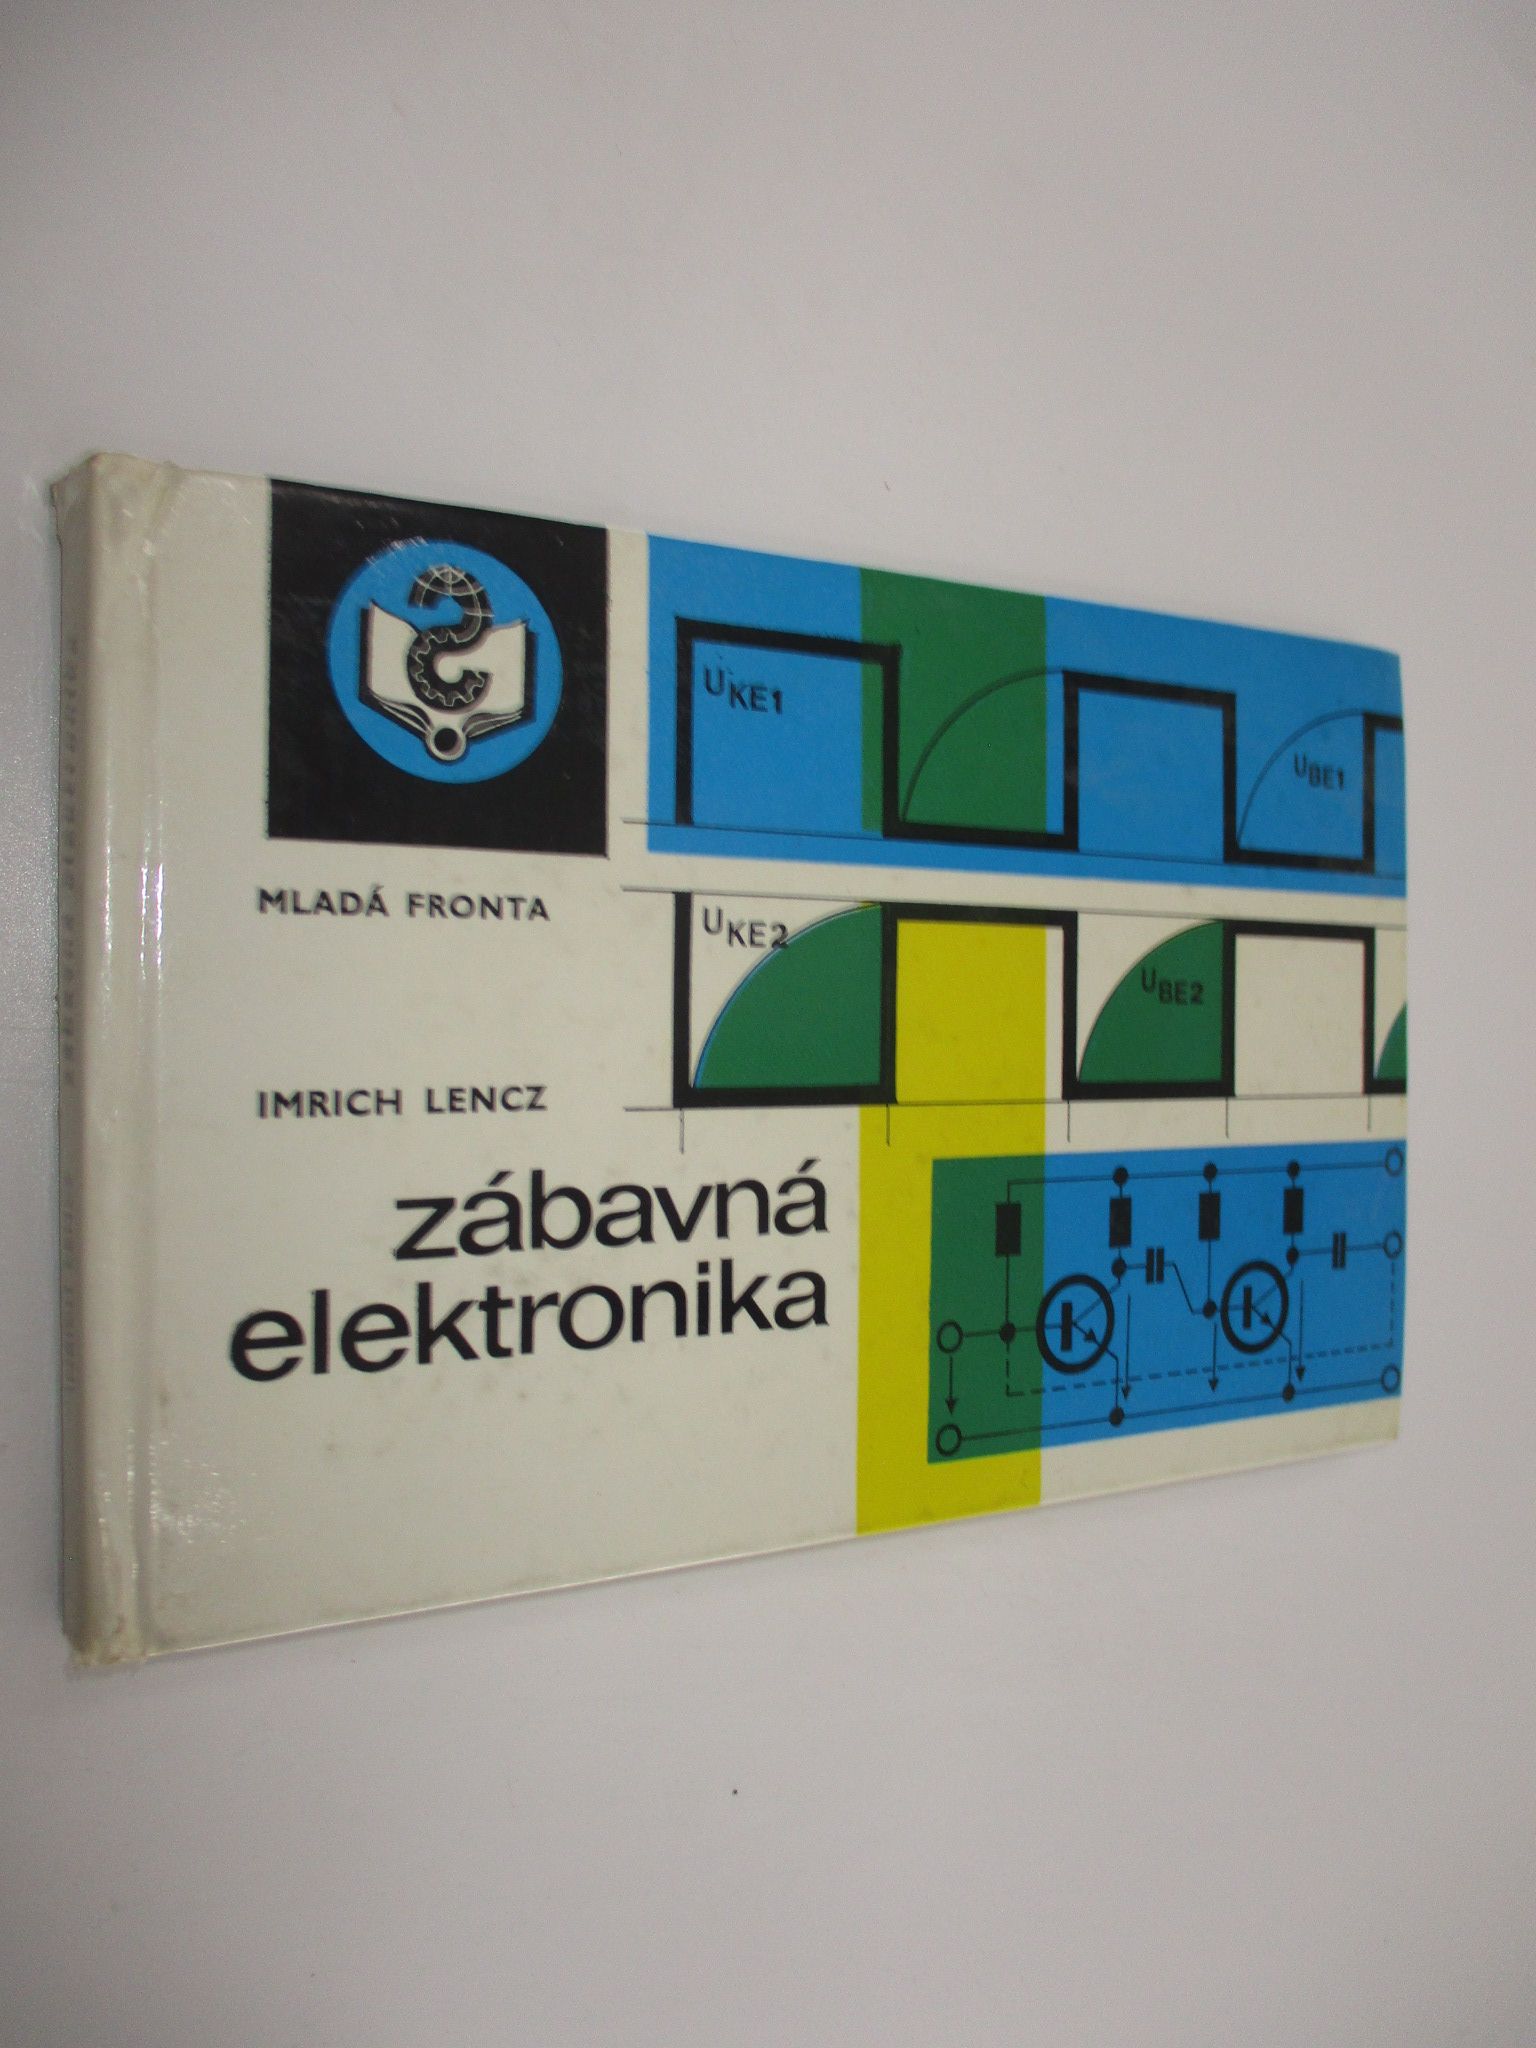 MLADÁ FRONTA
IMRICH LENCZ
zábavná
elektronika
UKE1
UBE1
UKE2
UBE2